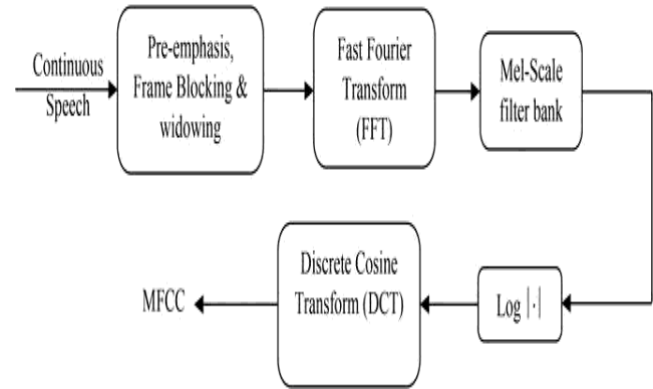 Continuous
Speech
Pre-emphasis,
Frame Blocking &
widowing
Fast Fourier
Transform
(FFT)
Mel-Scale
filter bank
Log |·|
Discrete Cosine
Transform (DCT)
MFCC